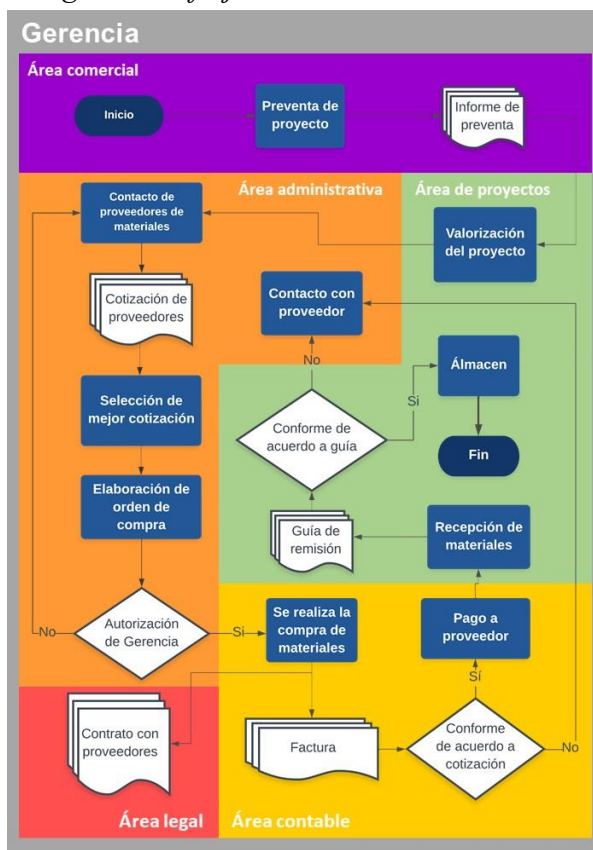 Gerencia
Área comercial
Inicio
Preventa de
proyecto
Informe de
preventa
Contacto de
proveedores de
materiales
Área administrativa
Área de proyectos
Valorización
del proyecto
Cotización de
proveedores
Contacto con
proveedor
No
Álmacen
Si
Selección de
mejor cotización
Conforme de
acuerdo a guía
Fin
Elaboración de
orden de
compra
Guía de
remisión
Recepción de
materiales
No
Autorización
de Gerencia
Si
Se realiza la
compra de
materiales
Pago a
proveedor
Sí
Contrato con
proveedores
Factura
Conforme
de acuerdo a
cotización
No
Área legal
Área contable